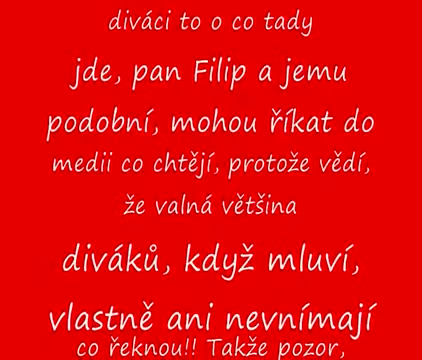 diváci to o co tady
jde, pan Filip a jemu
podobní, mohou říkat do
medii co chtějí, protože vědí,
že valná většina
diváků, když mluví,
vlastně ani nevnímají
co řeknou!! Takže pozor,